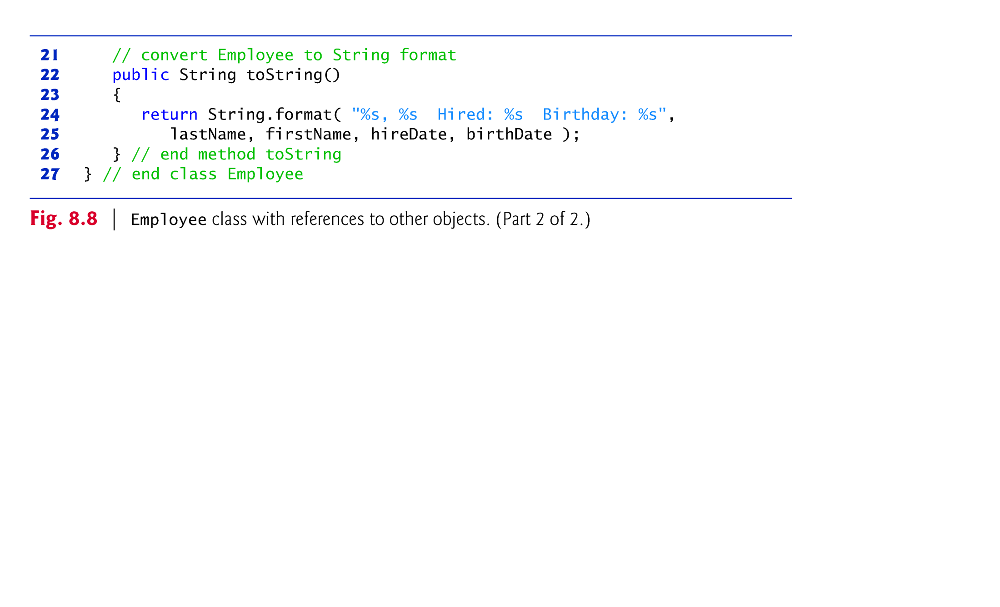 21 // convert Employee to String format
22 public String toString()
23 {
24 return String.format( "%s, %s  Hired: %s  Birthday: %s",
25 lastName, firstName, hireDate, birthDate );
26 } // end method toString
27 } // end class Employee
Fig. 8.8 | Employee class with references to other objects. (Part 2 of 2.)